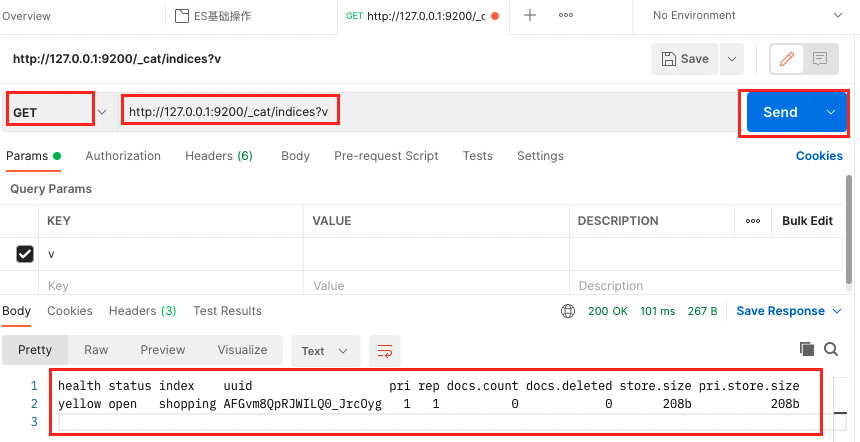 Overview ES基础操作 GET http://127.0.0.1:9200/_c No Environment
http://127.0.0.1:9200/_cat/indices?v Save
GET http://127.0.0.1:9200/_cat/indices?v Send
Params Authorization Headers (6) Body Pre-request Script Tests Settings Cookies
Query Params
KEY VALUE DESCRIPTION Bulk Edit
v
Key Value Description
Body Cookies Headers (3) Test Results 200 OK 101 ms 267 B Save Response
Pretty Raw Preview Visualize Text
1 health status index uuid pri rep docs.count docs.deleted store.size pri.store.size
2 yellow open shopping AFGvm8QpRJWILQ0_JrcOyg 1 1 0 0 208b 208b
3